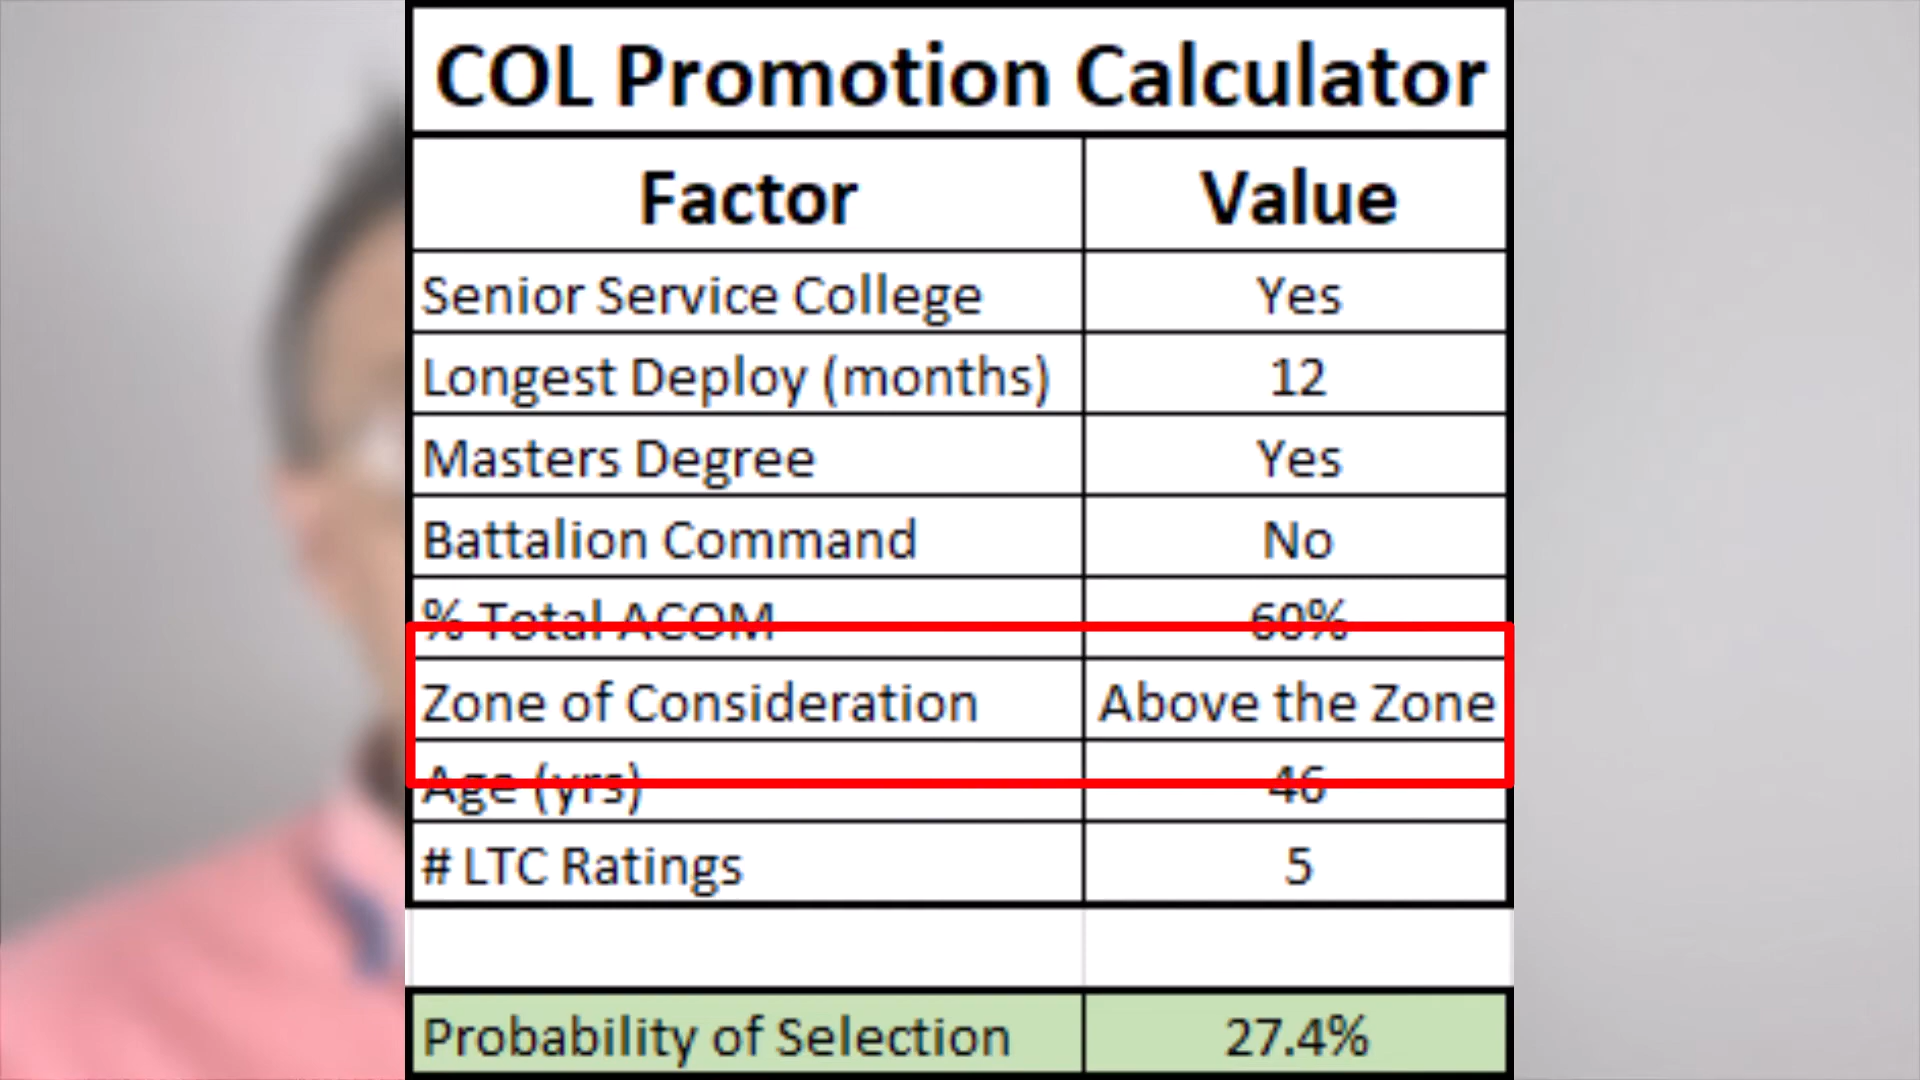 COL Promotion Calculator
Factor Value
Senior Service College Yes
Longest Deploy (months) 12
Masters Degree Yes
Battalion Command No
% Total ACOM 60%
Zone of Consideration Above the Zone
Age (yrs) 46
# LTC Ratings 5
Probability of Selection 27.4%